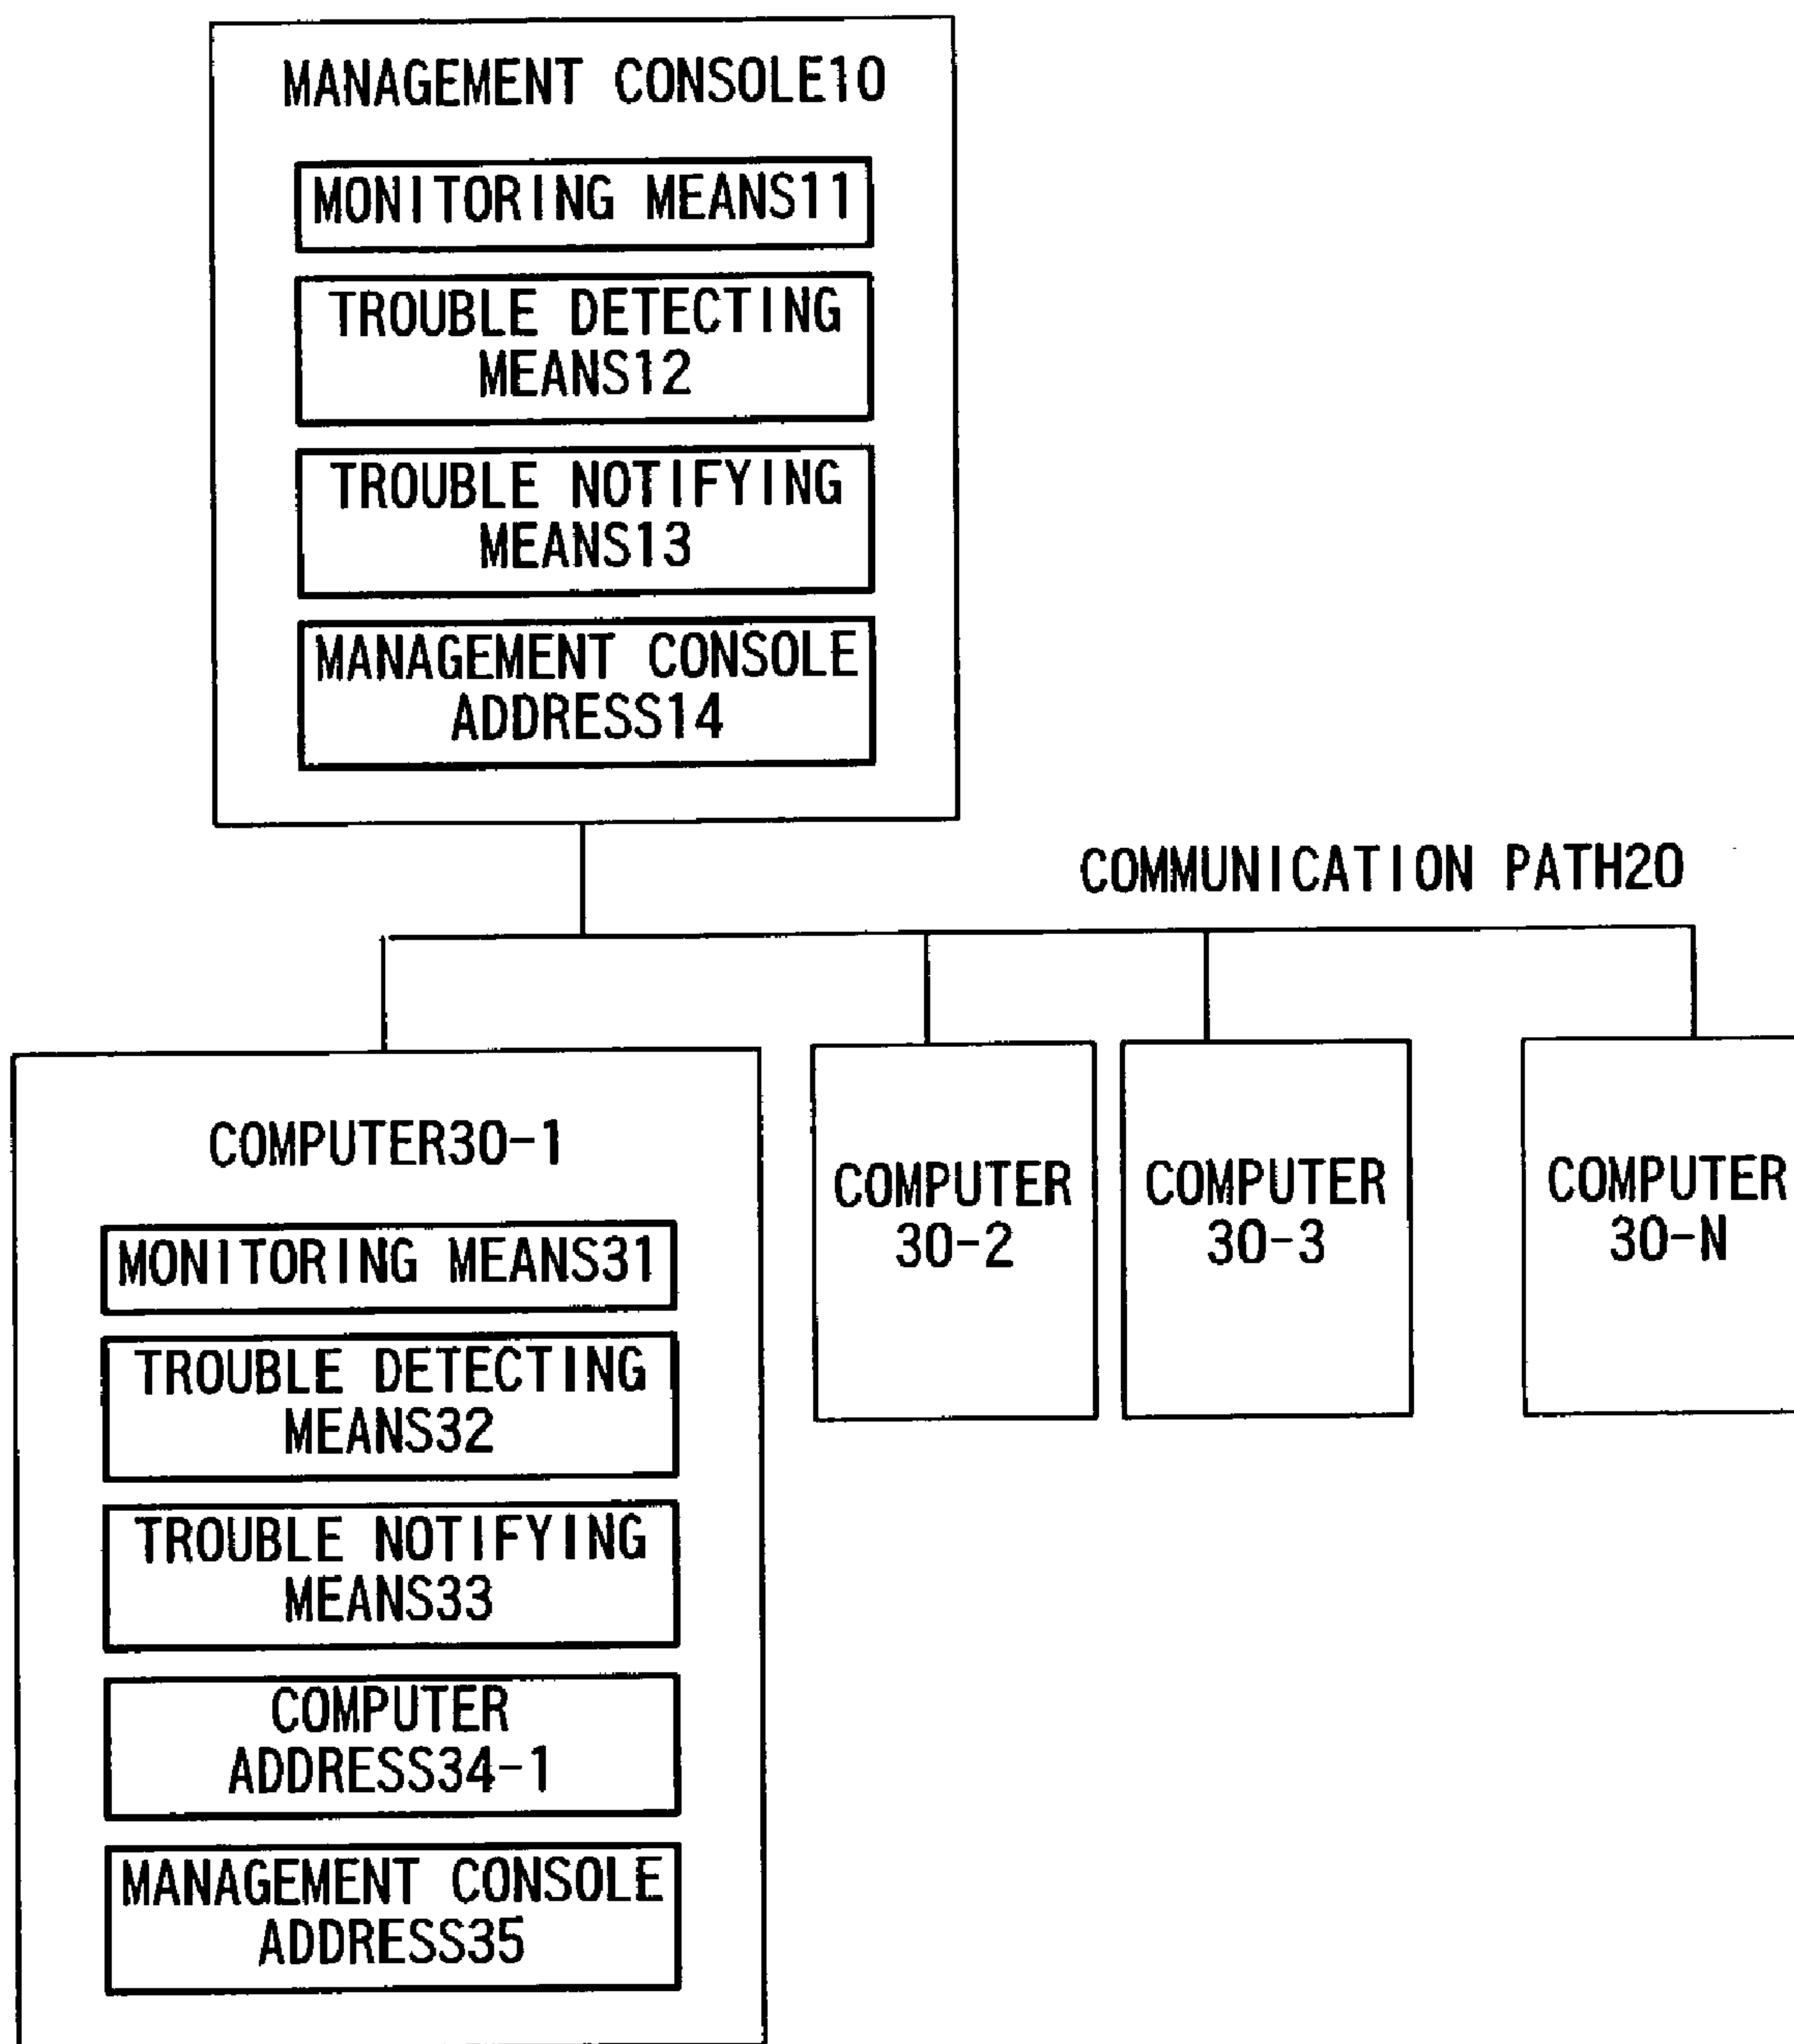 MANAGEMENT CONSOLE10
MONITORING MEANS11
TROUBLE DETECTING
MEANS12
TROUBLE NOTIFYING
MEANS13
MANAGEMENT CONSOLE
ADDRESS14
COMMUNICATION PATH20
COMPUTER30-1
MONITORING MEANS31
TROUBLE DETECTING
MEANS32
TROUBLE NOTIFYING
MEANS33
COMPUTER
ADDRESS34-1
MANAGEMENT CONSOLE
ADDRESS35
COMPUTER
30-2
COMPUTER
30-3
COMPUTER
30-N